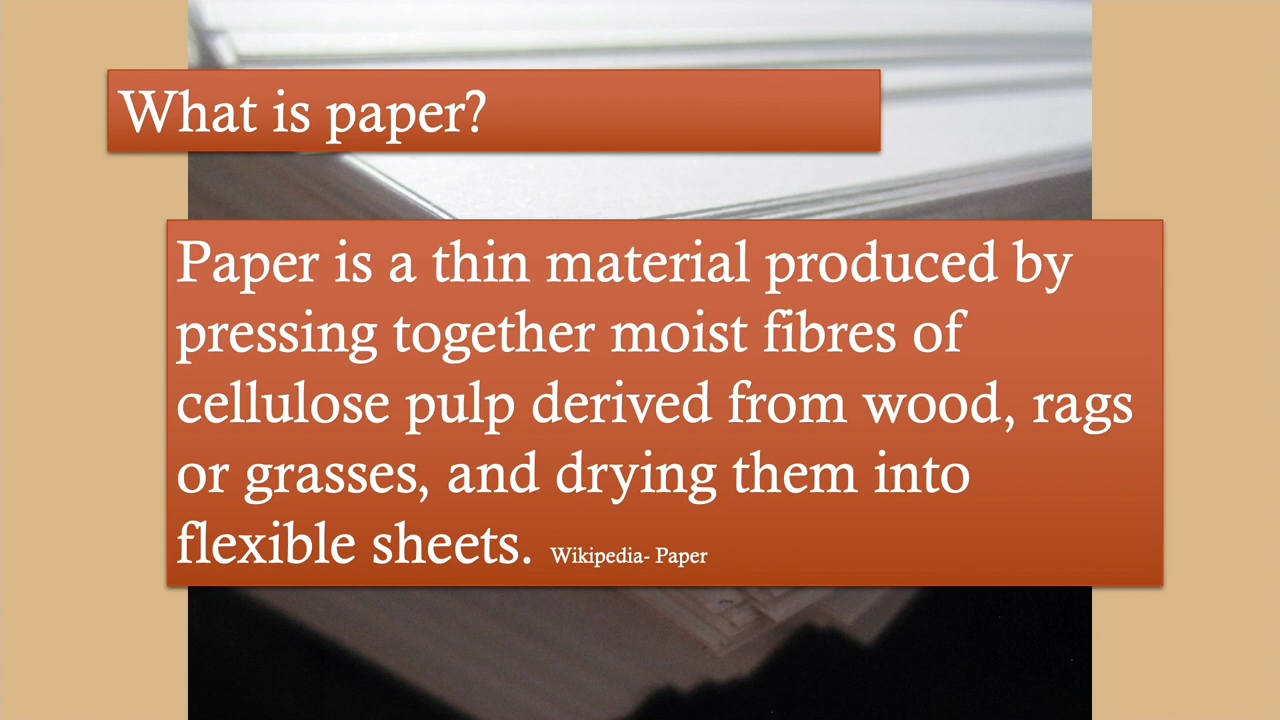 What is paper?
Paper is a thin material produced by
pressing together moist fibres of
cellulose pulp derived from wood, rags
or grasses, and drying them into
flexible sheets. Wikipedia- Paper